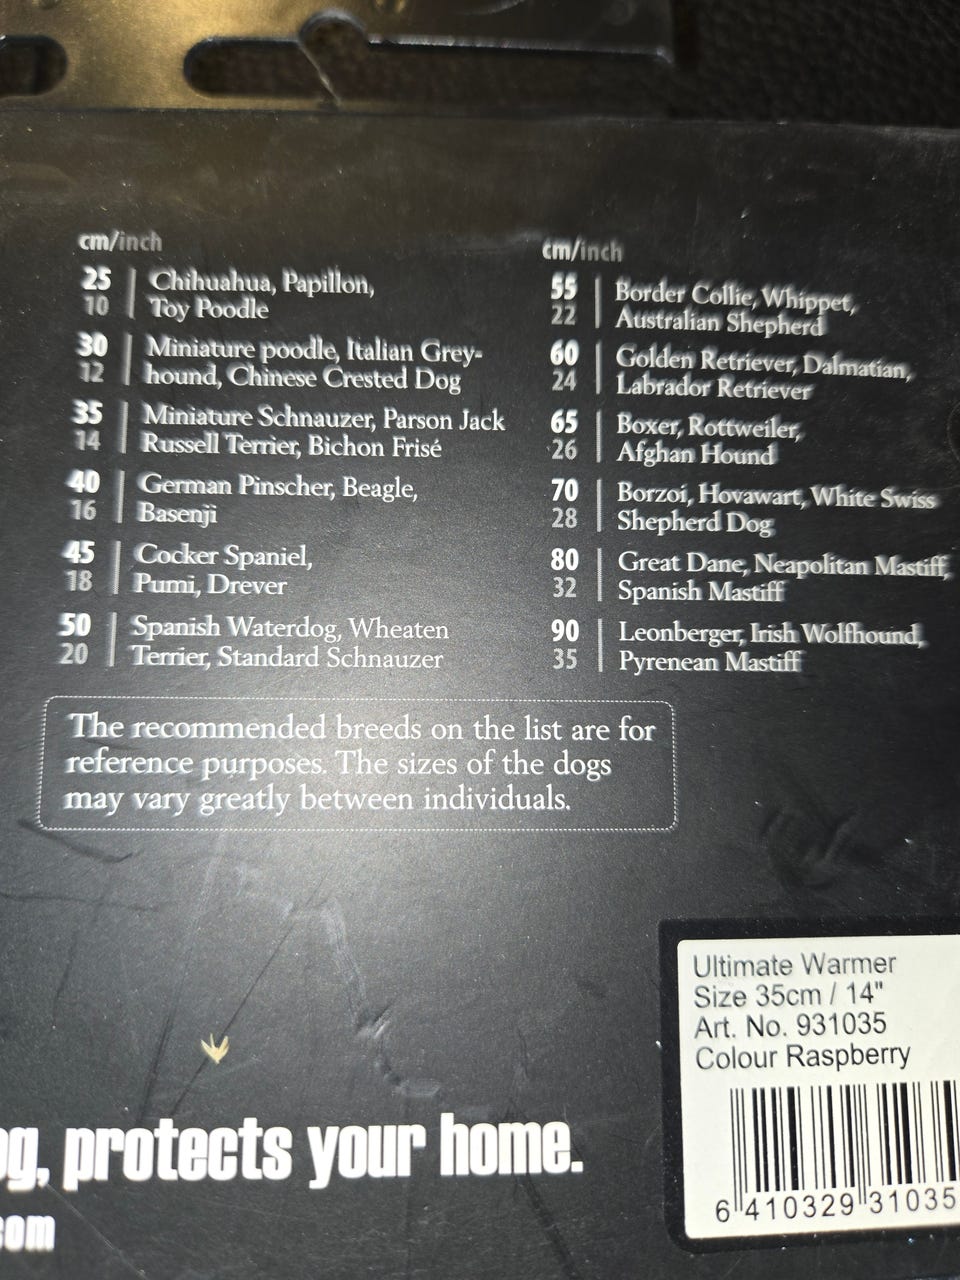 cm/inch
25
10
Chihuahua, Papillon,
Toy Poodle
30
12
Miniature poodle, Italian Grey-
hound, Chinese Crested Dog
35
14
Miniature Schnauzer, Parson Jack
Russell Terrier, Bichon Frisé
40
16
German Pinscher, Beagle,
Basenji
45
18
Cocker Spaniel,
Pumi, Drever
50
20
Spanish Waterdog, Wheaten
Terrier, Standard Schnauzer
cm/inch
55
22
Border Collie, Whippet,
Australian Shepherd
60
24
Golden Retriever, Dalmatian,
Labrador Retriever
65
26
Boxer, Rottweiler,
Afghan Hound
70
28
Borzoi, Hovawart, White Swiss
Shepherd Dog
80
32
Great Dane, Neapolitan Mastiff,
Spanish Mastiff
90
35
Leonberger, Irish Wolfhound,
Pyrenean Mastiff
The recommended breeds on the list are for
reference purposes. The sizes of the dogs
may vary greatly between individuals.
Ultimate Warmer
Size 35cm / 14"
Art. No. 931035
Colour Raspberry
6 410329 31035
protects your home.